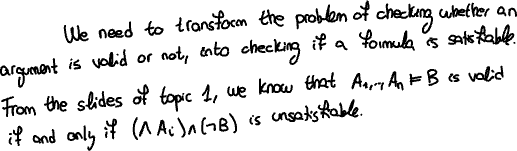 We need to transform the problem of checking whether an
argument is valid or not, into checking if a formula is satisfiable.
From the slides of topic 1, we know that A₁,..., Aₙ ⊨ B is valid
if and only if (∧ Aᵢ) ∧ (¬B) is unsatisfiable.